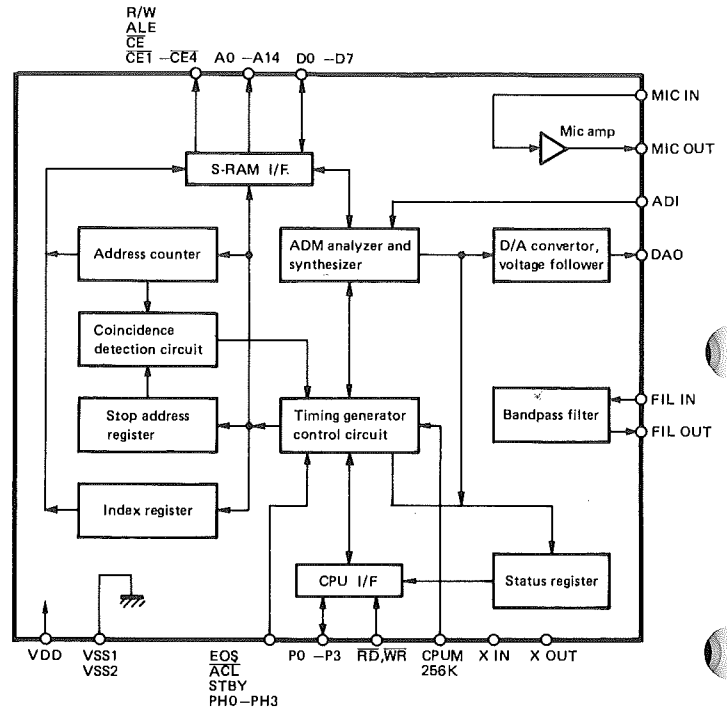 R/W
ALE
CE
CE1 – CE4 A0 – A14 D0 – D7
MIC IN
Mic amp
MIC OUT
S-RAM I/F
ADI
Address counter
ADM analyzer and
synthesizer
D/A convertor,
voltage follower
DAO
Coincidence
detection circuit
FIL IN
Stop address
register
Timing generator
control circuit
Bandpass filter
FIL OUT
Index register
CPU I/F
Status register
VDD
VSS1
VSS2
EOS
ACL
STBY
PH0–PH3
P0 – P3
RD,WR
CPUM
256K
X IN
X OUT